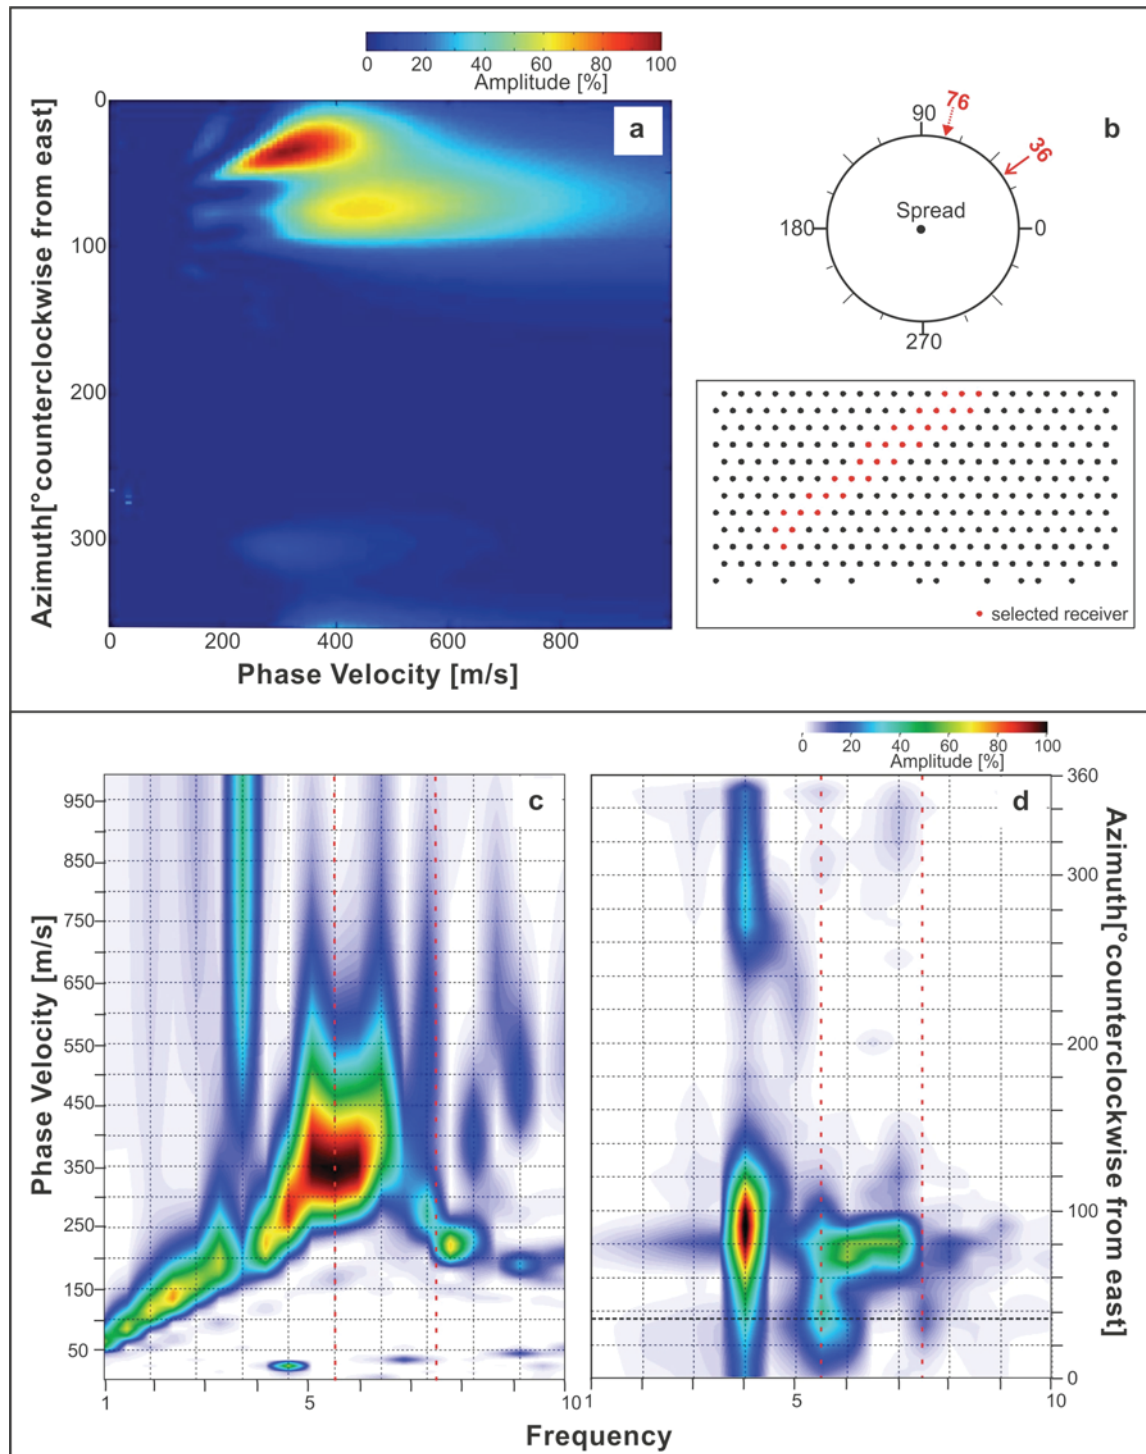 0 20 40 60 80 100
Amplitude [%]
a
0
100
200
300
Azimuth[°counterclockwise from east]
0 200 400 600 800
Phase Velocity [m/s]
b
76
36
90
180
0
270
Spread
selected receiver
0 20 40 60 80 100
Amplitude [%]
c
950
850
750
650
550
450
350
250
150
50
Phase Velocity [m/s]
1 5 10
d
360
300
200
100
0
Azimuth[°counterclockwise from east]
1 5 10
Frequency